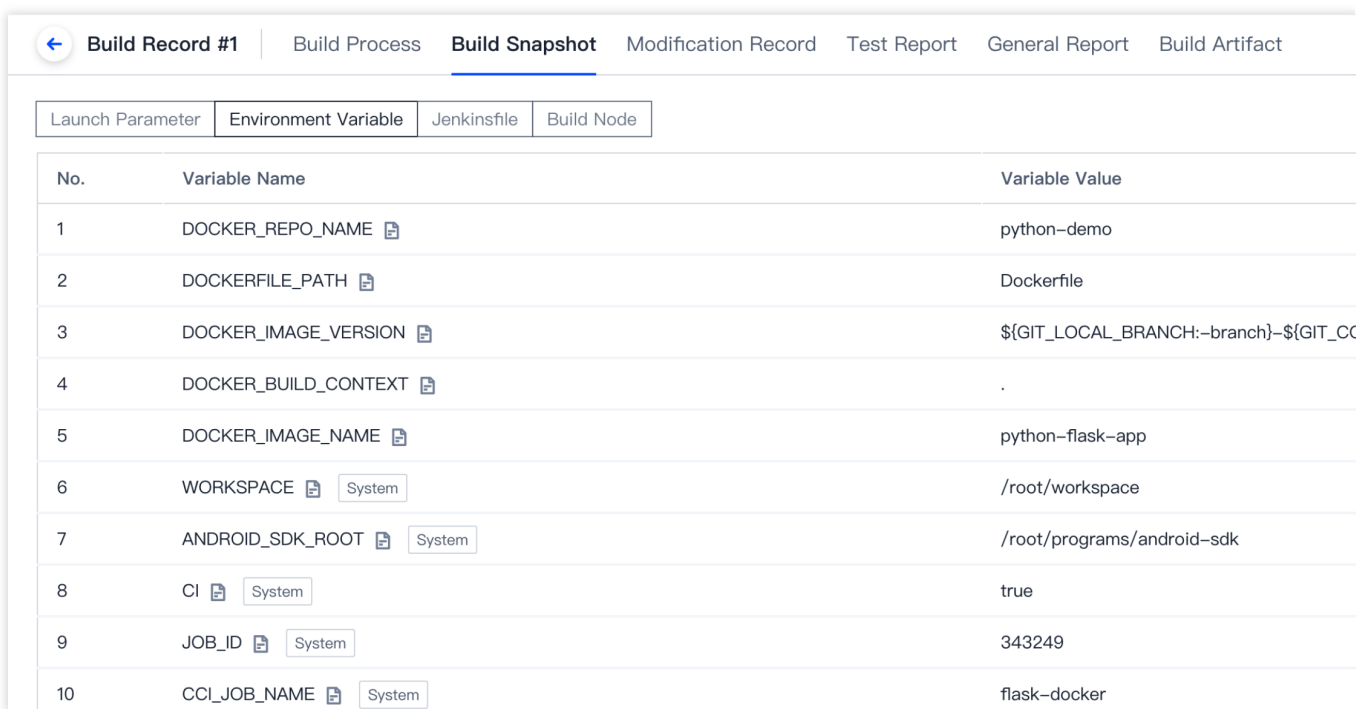 Build Record #1 Build Process Build Snapshot Modification Record Test Report General Report Build Artifact
Launch Parameter Environment Variable Jenkinsfile Build Node
No. Variable Name Variable Value
1 DOCKER_REPO_NAME python-demo
2 DOCKERFILE_PATH Dockerfile
3 DOCKER_IMAGE_VERSION ${GIT_LOCAL_BRANCH:-branch}-${GIT_CO
4 DOCKER_BUILD_CONTEXT .
5 DOCKER_IMAGE_NAME python-flask-app
6 WORKSPACE System /root/workspace
7 ANDROID_SDK_ROOT System /root/programs/android-sdk
8 CI System true
9 JOB_ID System 343249
10 CCI_JOB_NAME System flask-docker